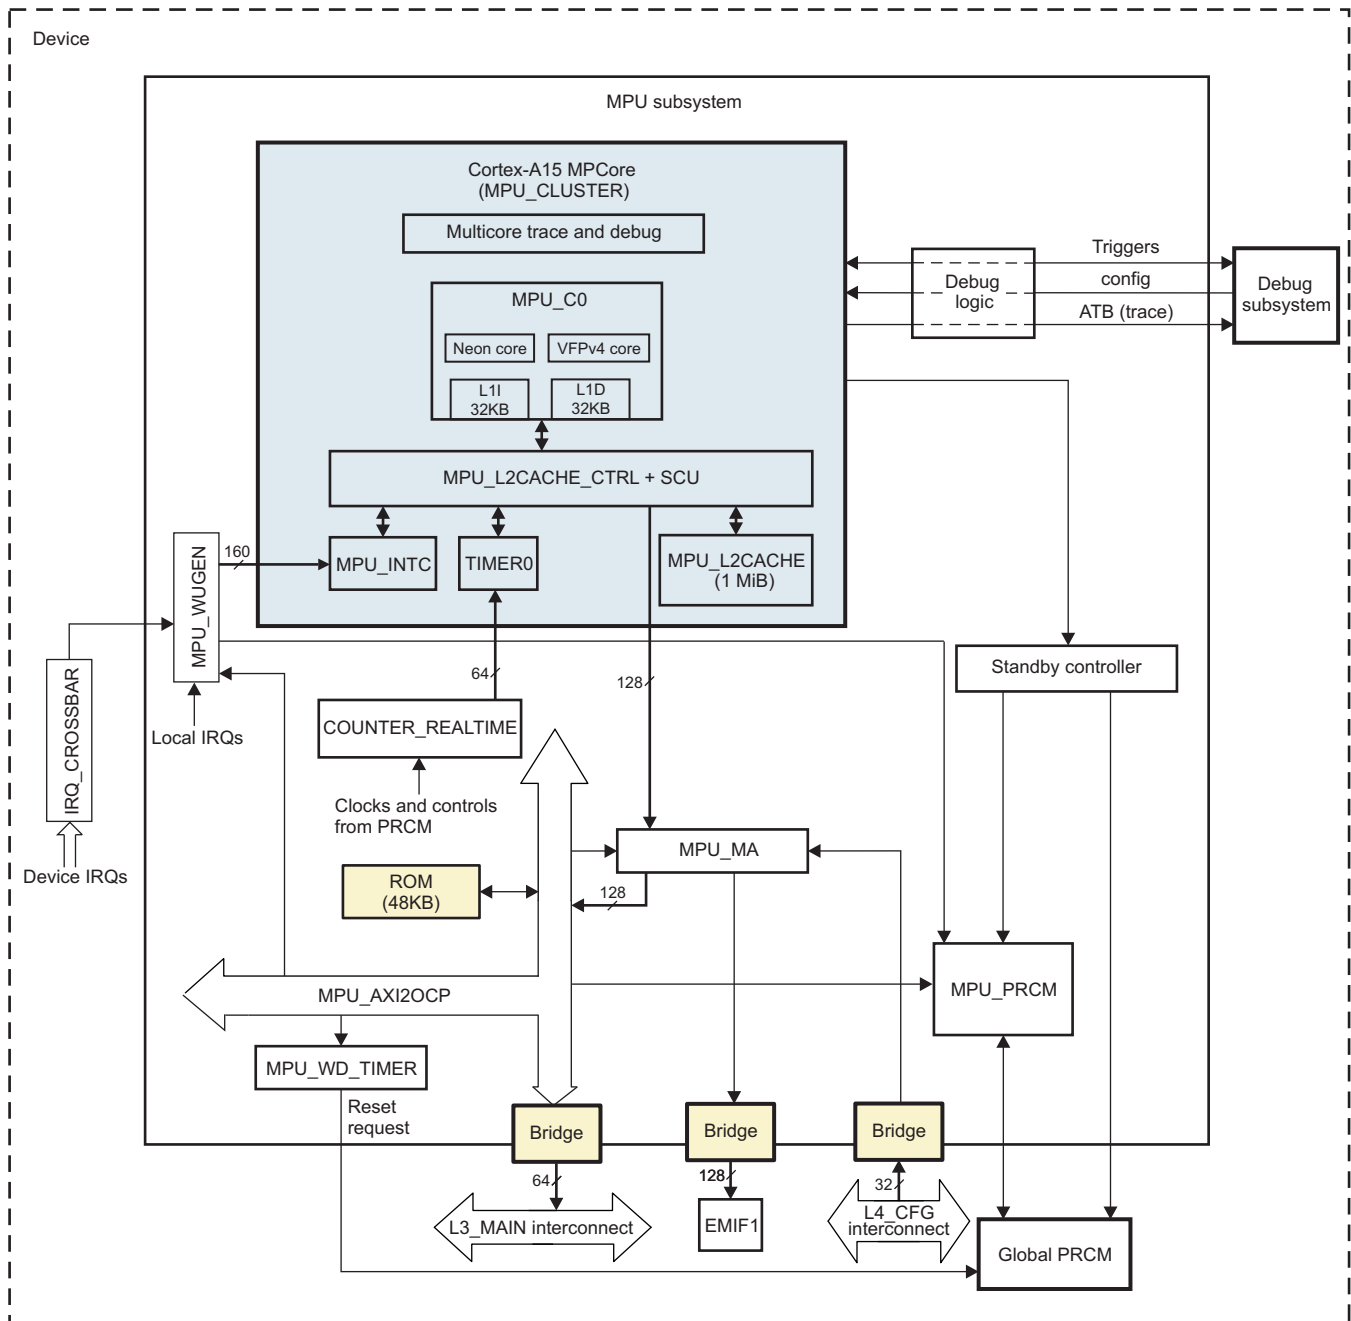 Device
MPU subsystem
Cortex-A15 MPCore
(MPU_CLUSTER)
Multicore trace and debug
MPU_C0
Neon core
VFPv4 core
L1I
32KB
L1D
32KB
MPU_L2CACHE_CTRL + SCU
MPU_INTC
TIMER0
MPU_L2CACHE
(1 MiB)
Triggers
config
ATB (trace)
Debug
logic
Debug
subsystem
160
MPU_WUGEN
IRQ_CROSSBAR
Local IRQs
Device IRQs
64
128
Standby controller
COUNTER_REALTIME
Clocks and controls
from PRCM
MPU_MA
ROM
(48KB)
128
MPU_AXI2OCP
MPU_PRCM
MPU_WD_TIMER
Reset
request
Bridge
Bridge
Bridge
64
128
32
L3_MAIN interconnect
EMIF1
L4_CFG
interconnect
Global PRCM